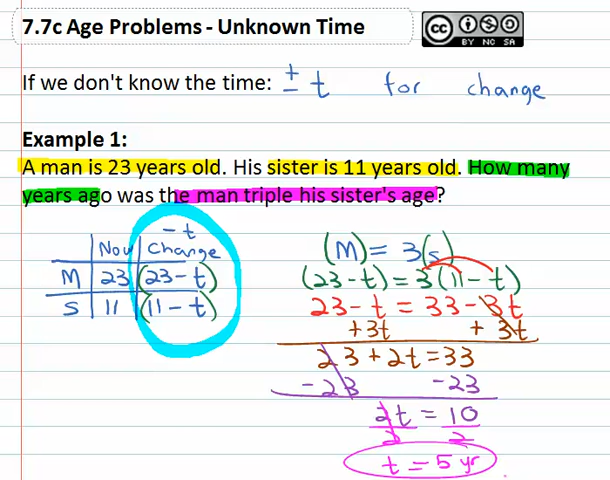 7.7c Age Problems - Unknown Time
cc BY NC SA
If we don't know the time: ± t for change
Example 1:
A man is 23 years old. His sister is 11 years old. How many
years ago was the man triple his sister's age?
-t
Now Change
M 23 (23-t)
S 11 (11-t)
(M) = 3(s)
(23-t) = 3(11-t)
23-t = 33-3t
+3t + 3t
23+2t=33
-23 -23
2t = 10
2 2
t = 5 yr